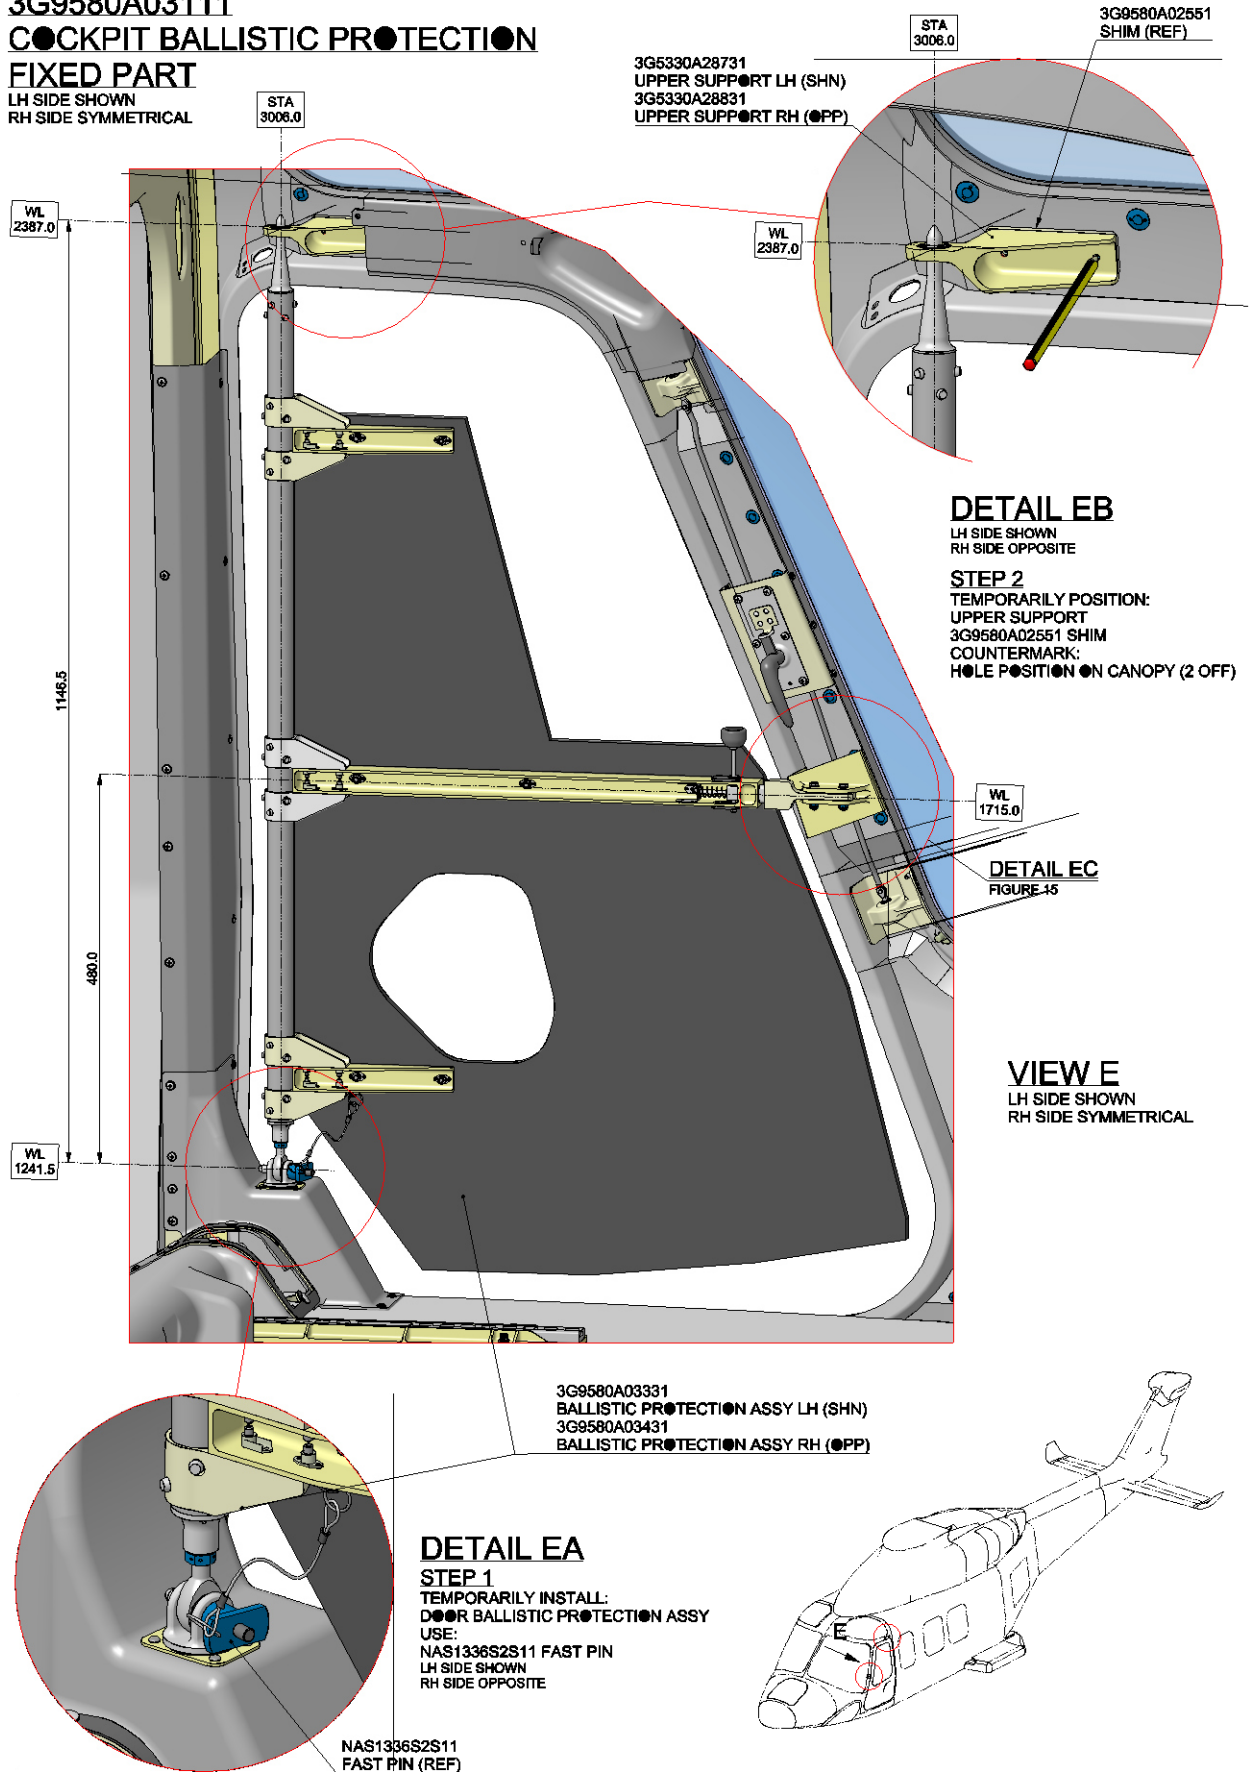 3G9580A03111
COCKPIT BALLISTIC PROTECTION
FIXED PART
LH SIDE SHOWN
RH SIDE SYMMETRICAL
STA
3006.0
WL
2387.0
3G5330A28731
UPPER SUPPORT LH (SHN)
3G5330A28831
UPPER SUPPORT RH (OPP)
STA
3006.0
3G9580A02551
SHIM (REF)
WL
2387.0
DETAIL EB
LH SIDE SHOWN
RH SIDE OPPOSITE
STEP 2
TEMPORARILY POSITION:
UPPER SUPPORT
3G9580A02551 SHIM
COUNTERMARK:
HOLE POSITION ON CANOPY (2 OFF)
1146.5
480.0
WL
1715.0
DETAIL EC
FIGURE 15
VIEW E
LH SIDE SHOWN
RH SIDE SYMMETRICAL
WL
1241.5
3G9580A03331
BALLISTIC PROTECTION ASSY LH (SHN)
3G9580A03431
BALLISTIC PROTECTION ASSY RH (OPP)
DETAIL EA
STEP 1
TEMPORARILY INSTALL:
DOOR BALLISTIC PROTECTION ASSY
USE:
NAS1336S2S11 FAST PIN
LH SIDE SHOWN
RH SIDE OPPOSITE
E
NAS1336S2S11
FAST PIN (REF)